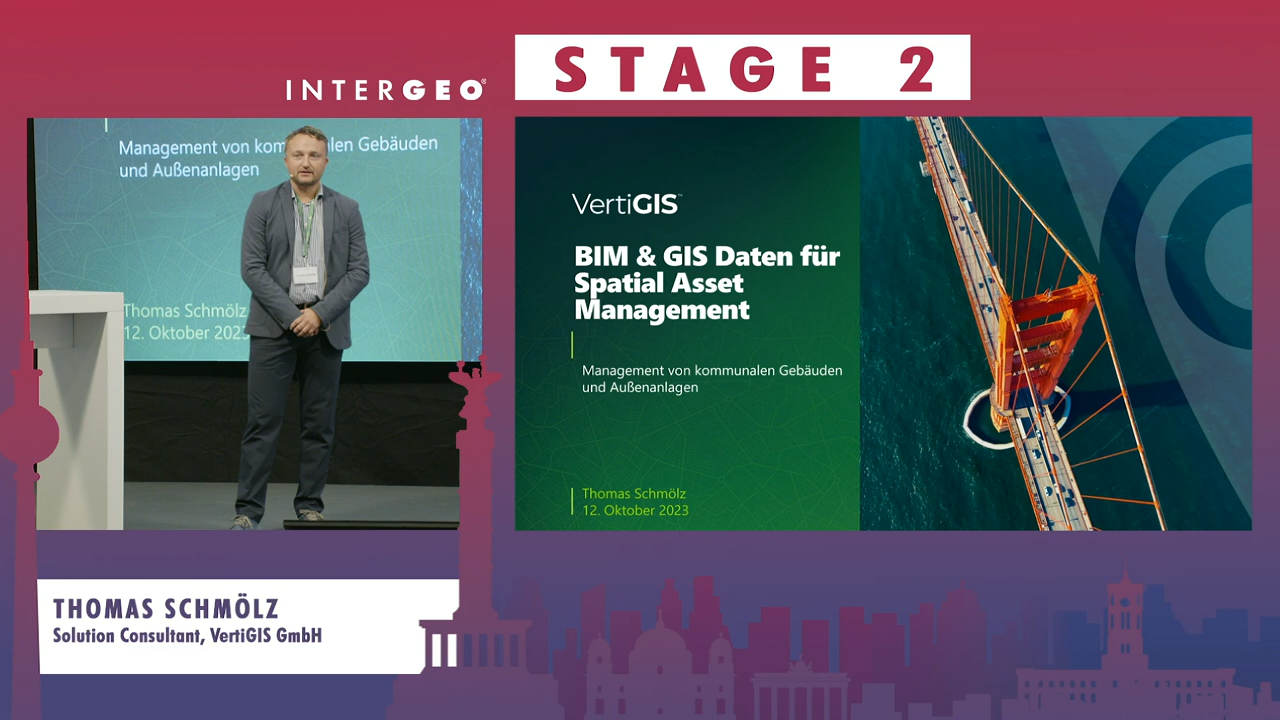 INTERGEO®
STAGE 2
Management von kommunalen Gebäuden
und Außenanlagen
Thomas Schmölz
12. Oktober 2023
VertiGIS™
BIM & GIS Daten für
Spatial Asset
Management
Management von kommunalen Gebäuden
und Außenanlagen
Thomas Schmölz
12. Oktober 2023
THOMAS SCHMÖLZ
Solution Consultant, VertiGIS GmbH